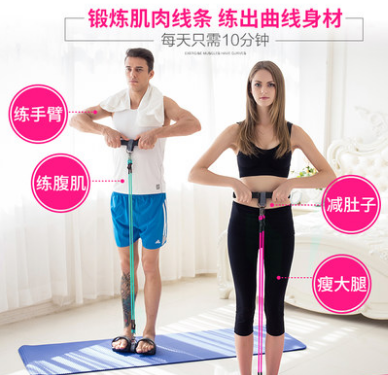 锻炼肌肉线条 练出曲线身材
每天只需10分钟
练手臂
练腹肌
减肚子
瘦大腿